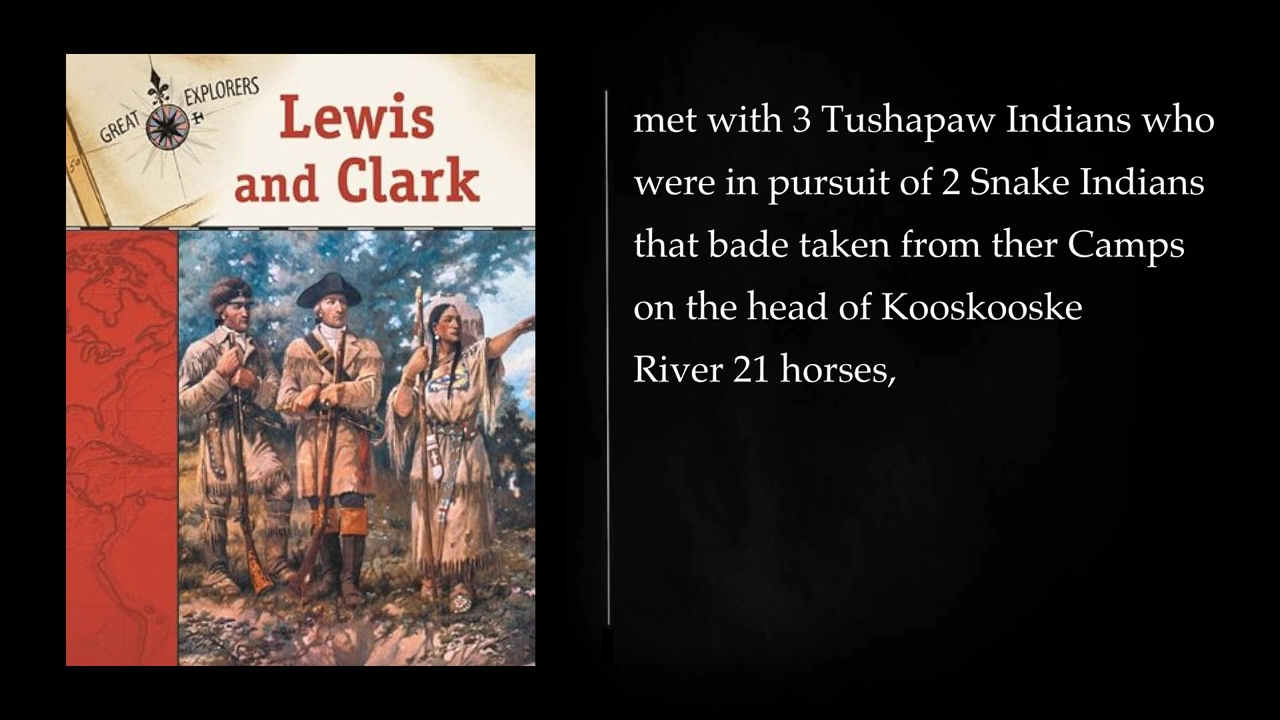 GREAT EXPLORERS
Lewis
and Clark
50
met with 3 Tushapaw Indians who
were in pursuit of 2 Snake Indians
that bade taken from ther Camps
on the head of Kooskooske
River 21 horses,